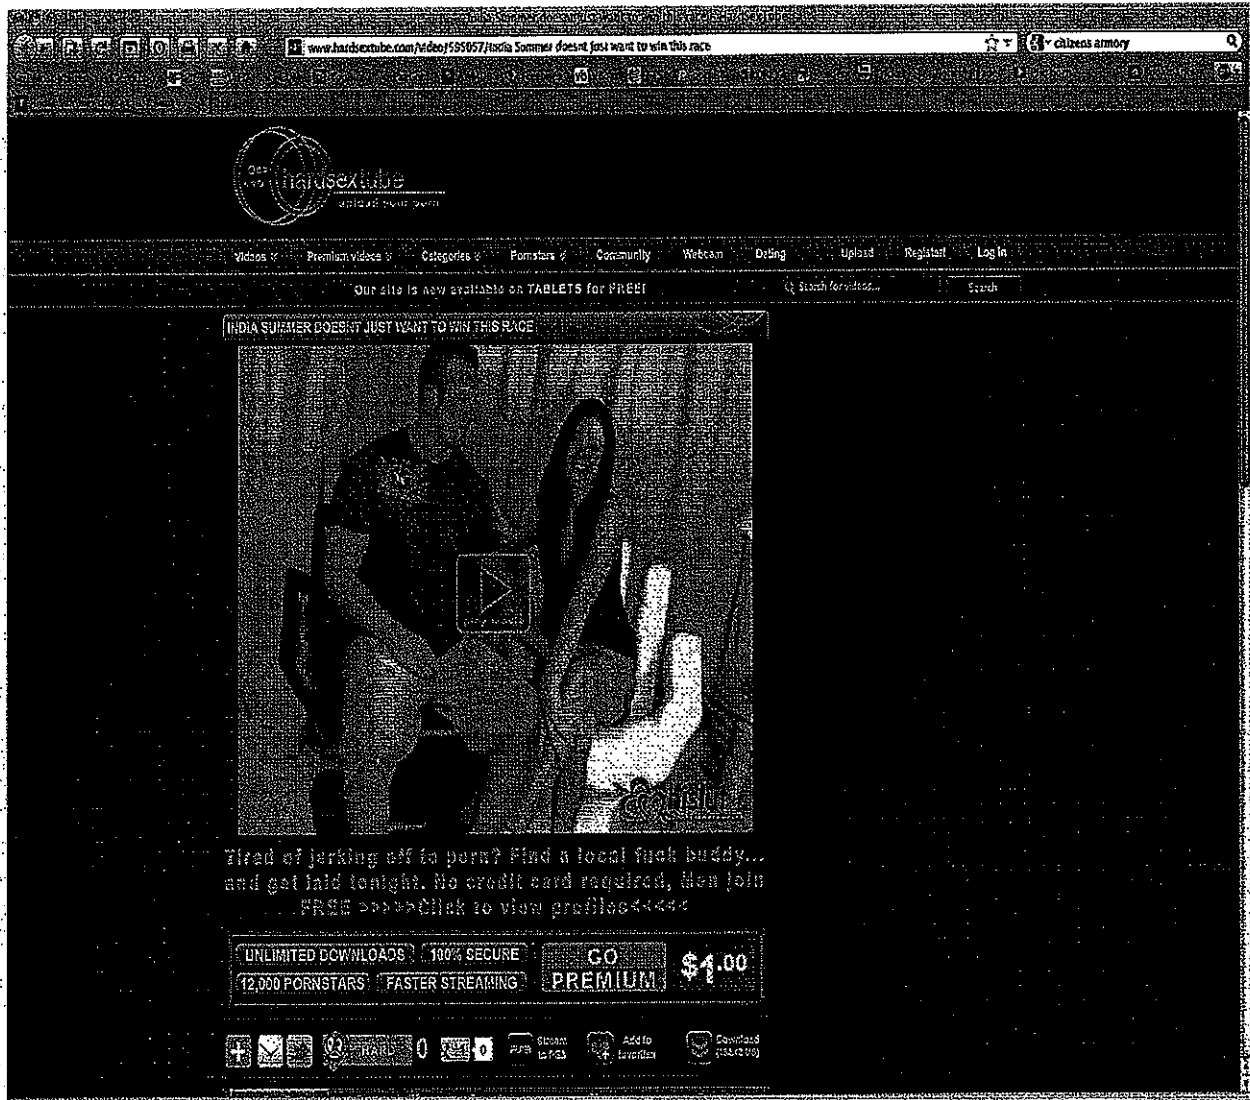 www.hardsextube.com/video/595057/India Sommer doesnt just want to win this race
citizens armory
hardsextube
upload your porn
Videos
Premium videos
Categories
Pornstars
Community
Webcam
Dating
Upload
Register!
Log in
Our site is now available on TABLETS for FREE!
Search for videos...
Search
INDIA SUMMER DOESNT JUST WANT TO WIN THIS RACE
Tired of jerking off to porn? Find a local fuck buddy...
and get laid tonight. No credit card required, Men join
FREE >>>>>Click to view profiles<<<<<
UNLIMITED DOWNLOADS
100% SECURE
GO
PREMIUM
$1.00
12,000 PORNSTARS
FASTER STREAMING
HARD
0
0
Stream
to PS3
Add to
favorites
Download